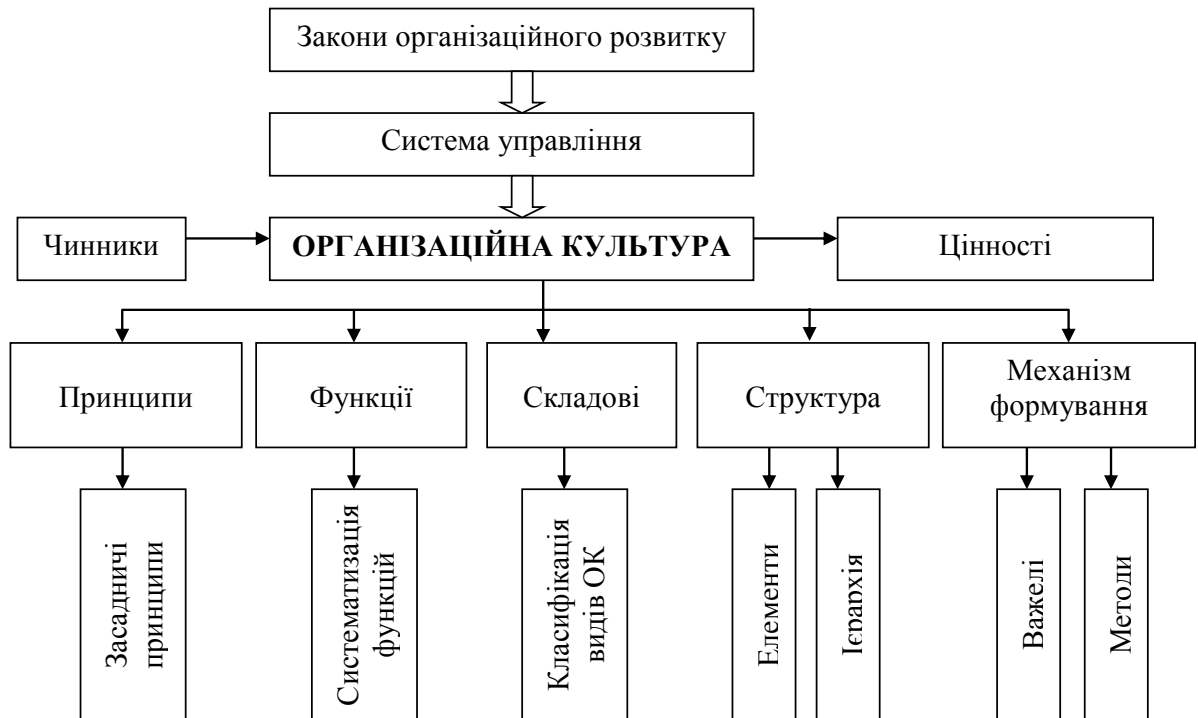 Закони організаційного розвитку
Система управління
Чинники
ОРГАНІЗАЦІЙНА КУЛЬТУРА
Цінності
Принципи
Функції
Складові
Структура
Механізм
формування
Засадничі
принципи
Систематизація
функцій
Класифікація
видів ОК
Елементи
Ієрархія
Важелі
Методи